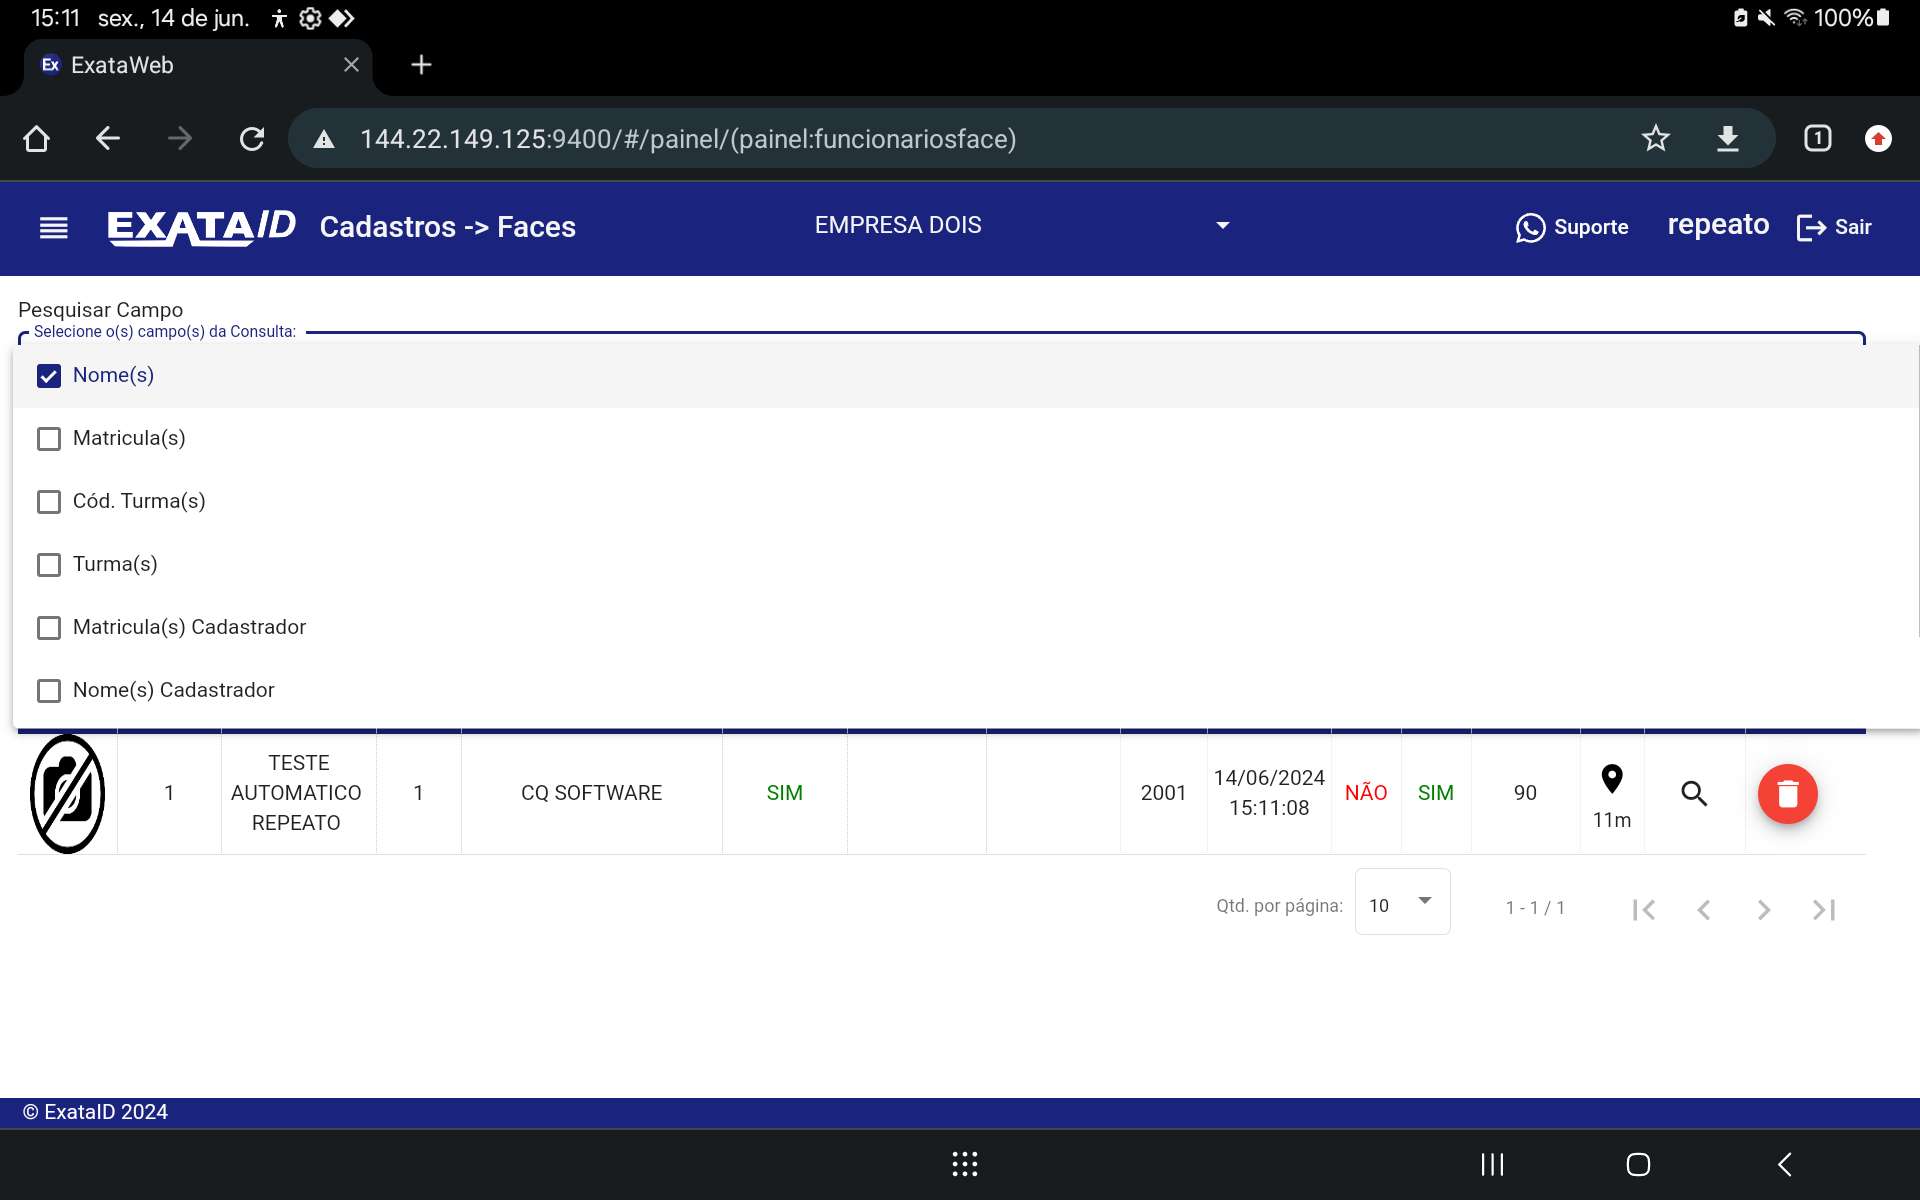 15:11 sex., 14 de jun. 100%
Ex ExataWeb
144.22.149.125:9400/#/painel/(painel:funcionariosface) 1
EXATA ID Cadastros -> Faces EMPRESA DOIS Suporte repeato Sair
Pesquisar Campo
Selecione o(s) campo(s) da Consulta:
Nome(s)
Matricula(s)
Cód. Turma(s)
Turma(s)
Matricula(s) Cadastrador
Nome(s) Cadastrador
1 TESTE AUTOMATICO REPEATO 1 CQ SOFTWARE SIM 2001 14/06/2024 15:11:08 NÃO SIM 90 11m
Qtd. por página: 10 1 - 1 / 1
© ExataID 2024